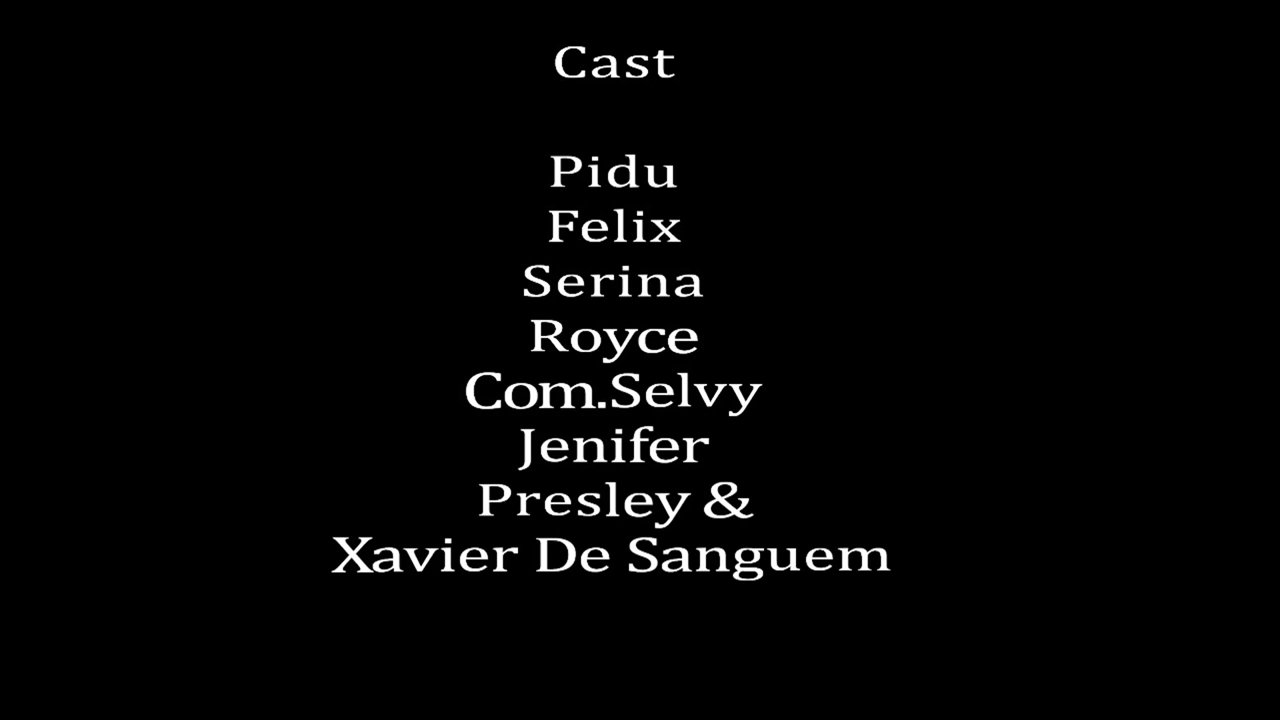 Cast
Pidu
Felix
Serina
Royce
Com.Selvy
Jenifer
Presley &
Xavier De Sanguem